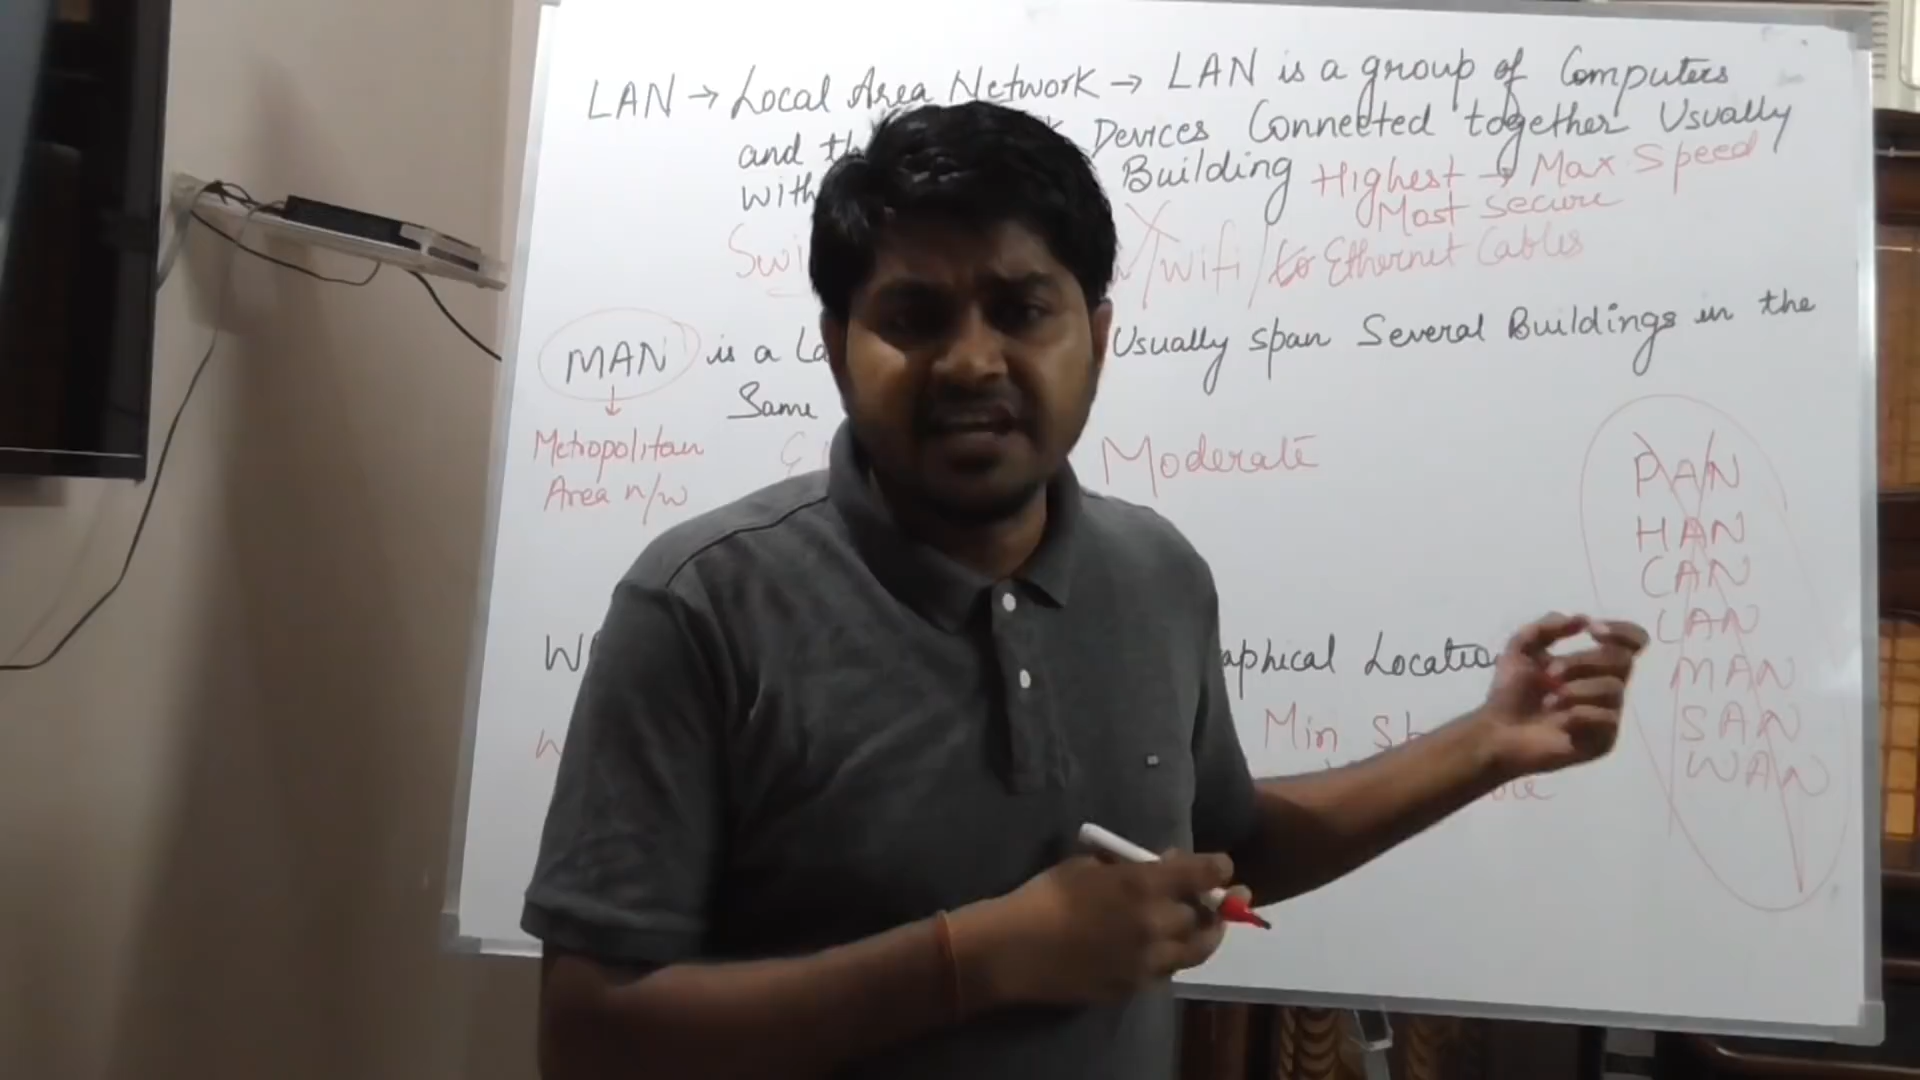 LAN → Local Area Network → LAN is a group of Computers
and Devices Connected together Usually
with Building Highest → Max Speed
Most Secure
Swi /wifi / to Ethernet Cables
MAN is a La Usually span Several Buildings in the
Same
↓
Metropolitan Moderate
Area n/w
PAN
HAN
CAN
LAN
MAN
SAN
WAN
aphical Locatio
Min